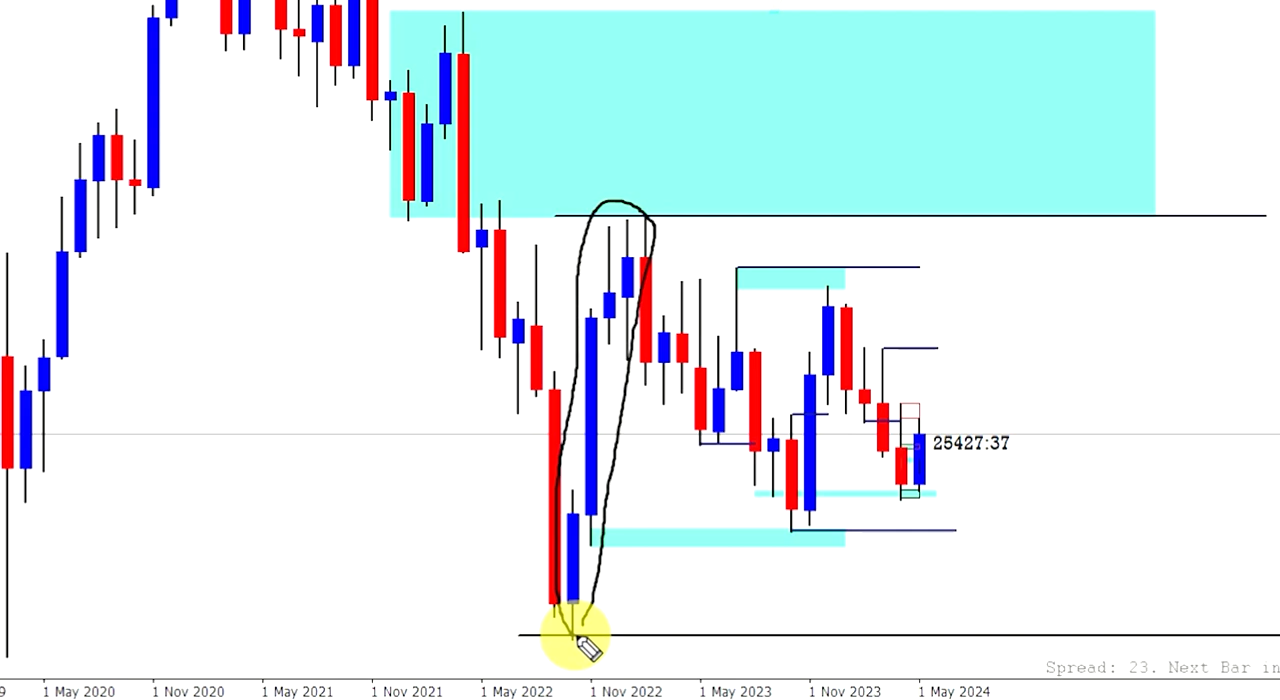 25427:37
Spread: 23. Next Bar in
9 1 May 2020 1 Nov 2020 1 May 2021 1 Nov 2021 1 May 2022 1 Nov 2022 1 May 2023 1 Nov 2023 1 May 2024